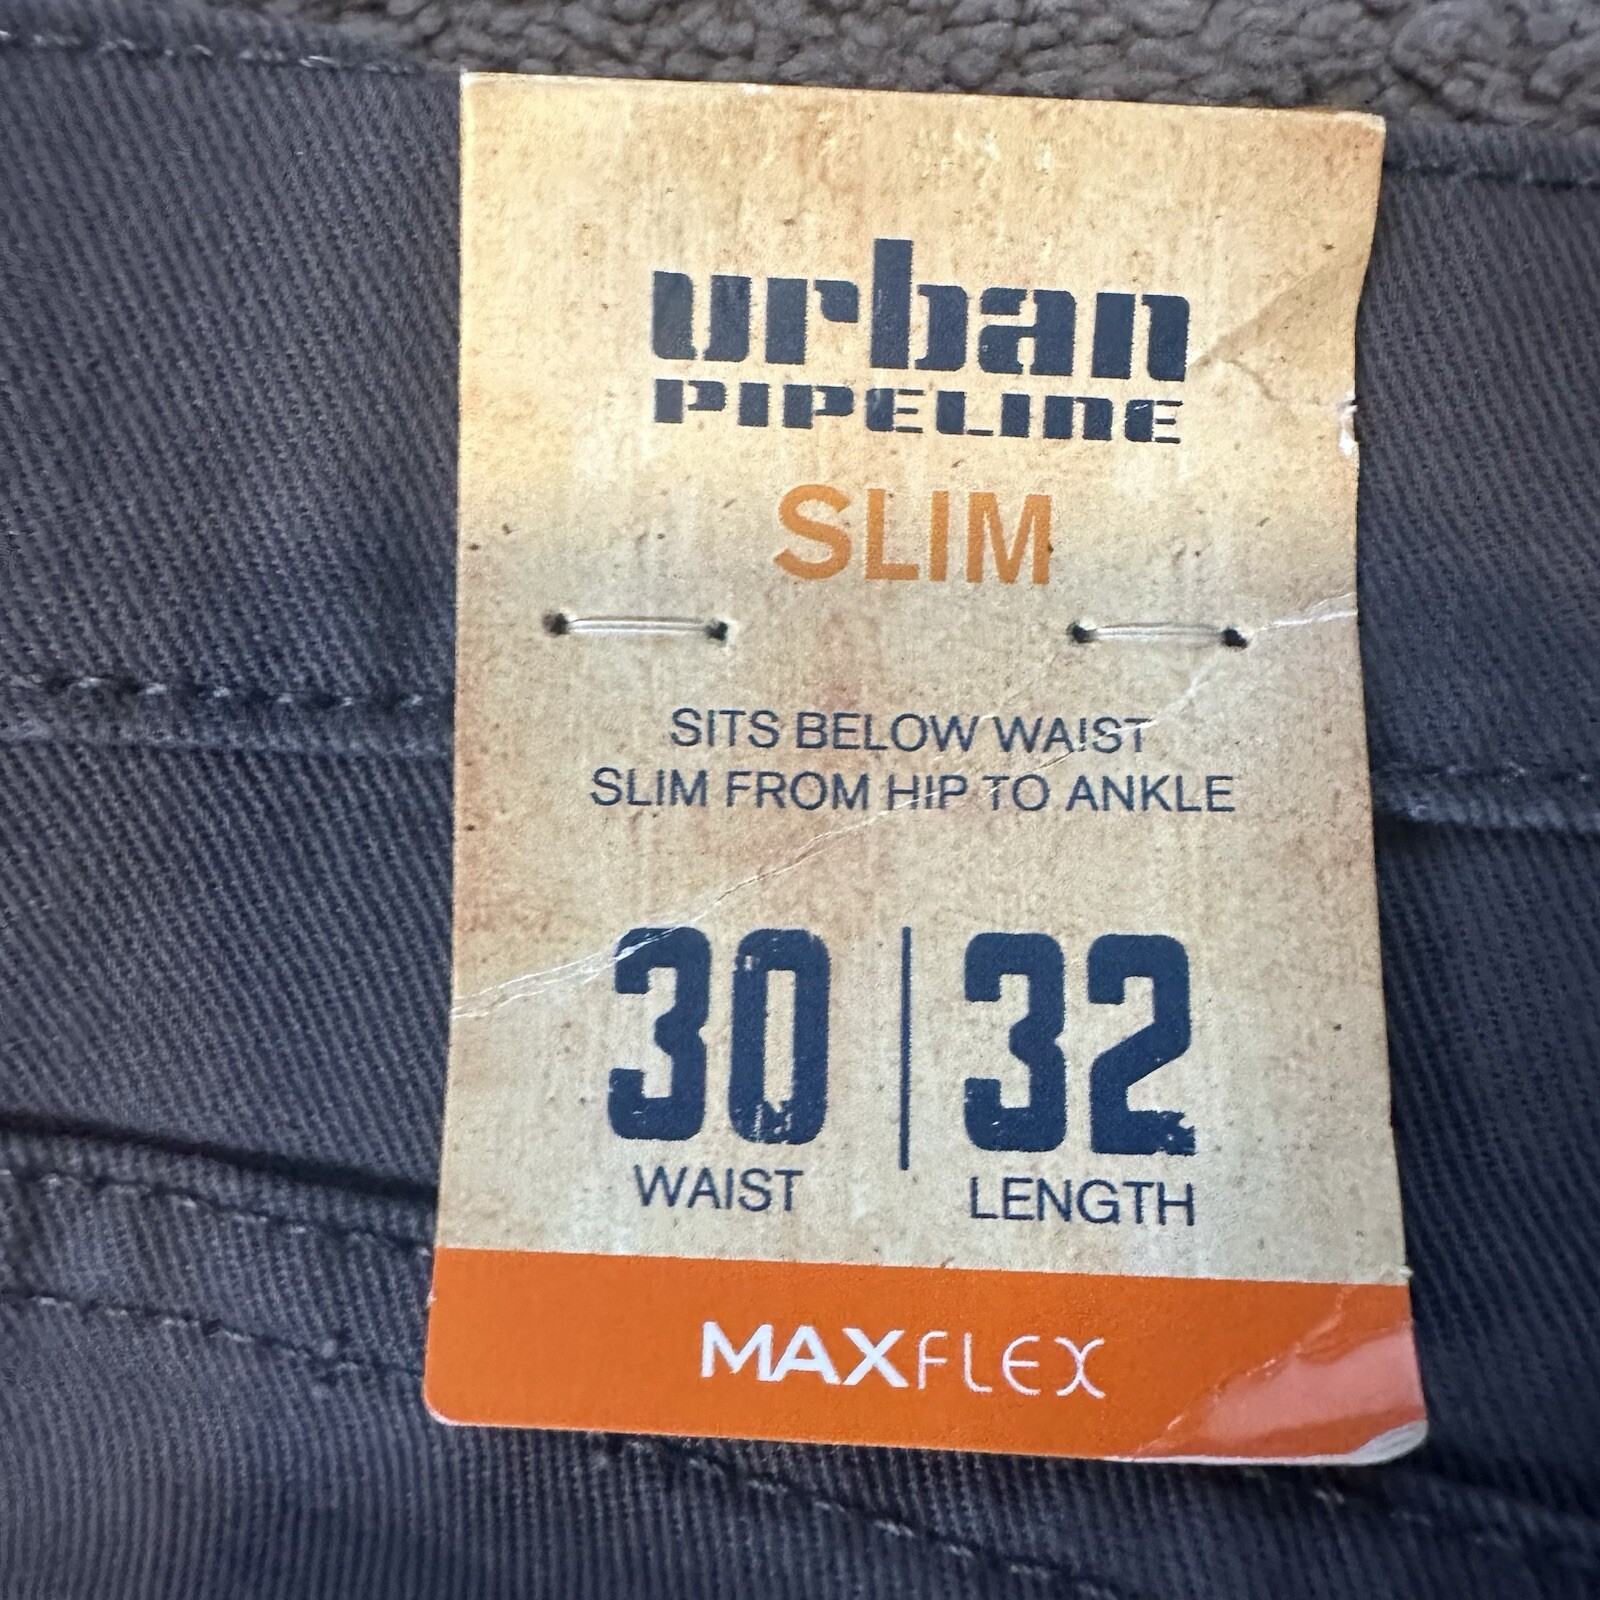 urban
PIPELINE
SLIM
SITS BELOW WAIST
SLIM FROM HIP TO ANKLE
30 | 32
WAIST LENGTH
MAXFLEX